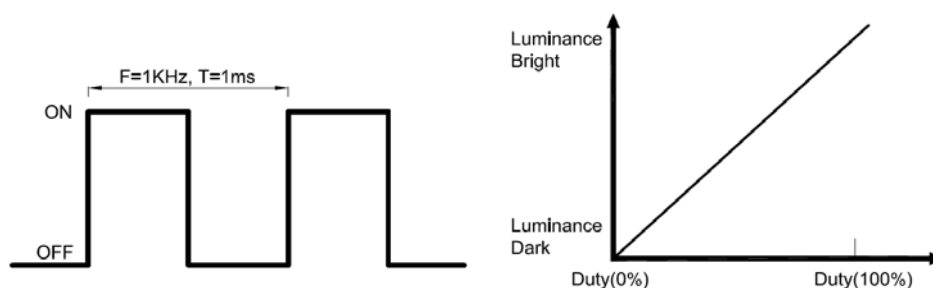 F=1KHz, T=1ms
ON
OFF
Luminance
Bright
Luminance
Dark
Duty(0%)
Duty(100%)